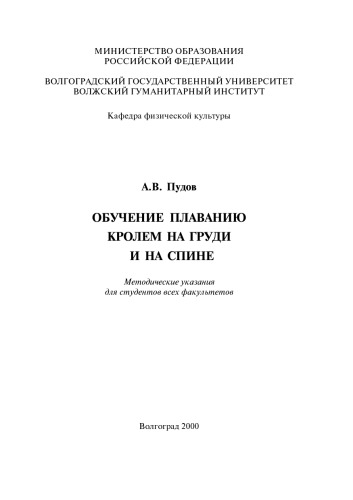 МИНИСТЕРСТВО ОБРАЗОВАНИЯ
РОССИЙСКОЙ ФЕДЕРАЦИИ
ВОЛГОГРАДСКИЙ ГОСУДАРСТВЕННЫЙ УНИВЕРСИТЕТ
ВОЛЖСКИЙ ГУМАНИТАРНЫЙ ИНСТИТУТ
Кафедра физической культуры
А.В. Пудов
ОБУЧЕНИЕ ПЛАВАНИЮ
КРОЛЕМ НА ГРУДИ
И НА СПИНЕ
Методические указания
для студентов всех факультетов
Волгоград 2000